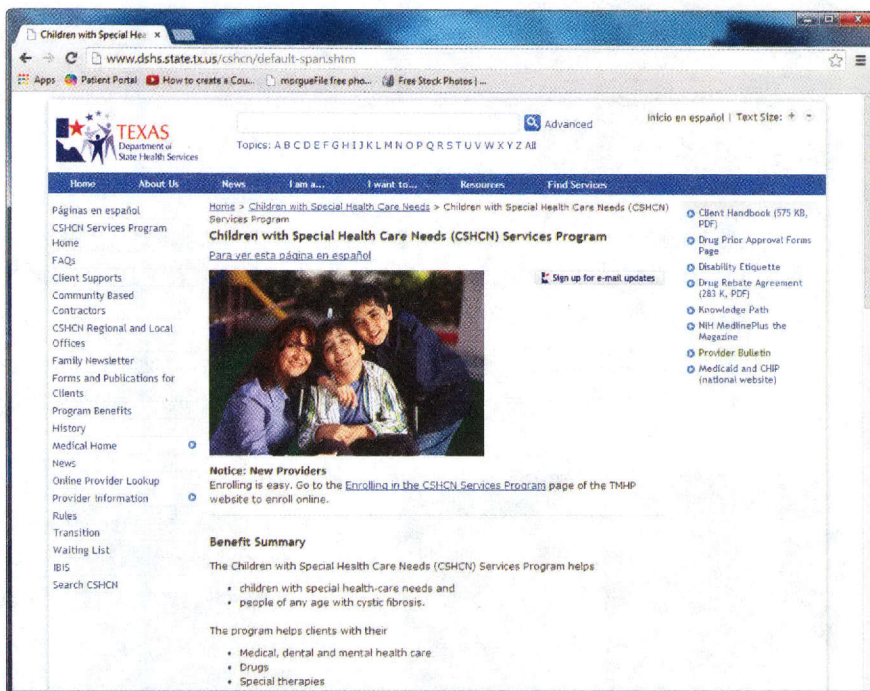 Children with Special Hea
www.dshs.state.tx.us/cshcn/default-span.shtm
Apps Patient Portal How to create a Cou... morgueFile free pho... Free Stock Photos | ...
TEXAS
Department of
State Health Services
Advanced
Inicio en español | Text Size: + -
Topics: A B C D E F G H I J K L M N O P Q R S T U V W X Y Z All
Home About Us News I am a... I want to... Resources Find Services
Páginas en español
CSHCN Services Program
Home
FAQs
Client Supports
Community Based
Contractors
CSHCN Regional and Local
Offices
Family Newsletter
Forms and Publications for
Clients
Program Benefits
History
Medical Home
News
Online Provider Lookup
Provider Information
Rules
Transition
Waiting List
IBIS
Search CSHCN
Home > Children with Special Health Care Needs > Children with Special Health Care Needs (CSHCN)
Services Program
Children with Special Health Care Needs (CSHCN) Services Program
Para ver esta página en español
Sign up for e-mail updates
Notice: New Providers
Enrolling is easy. Go to the Enrolling in the CSHCN Services Program page of the TMHP
website to enroll online.
Benefit Summary
The Children with Special Health Care Needs (CSHCN) Services Program helps
• children with special health-care needs and
• people of any age with cystic fibrosis.
The program helps clients with their
• Medical, dental and mental health care
• Drugs
• Special therapies
Client Handbook (575 KB,
PDF)
Drug Prior Approval Forms
Page
Disability Etiquette
Drug Rebate Agreement
(283 K, PDF)
Knowledge Path
NIH MedlinePlus the
Magazine
Provider Bulletin
Medicaid and CHIP
(national website)